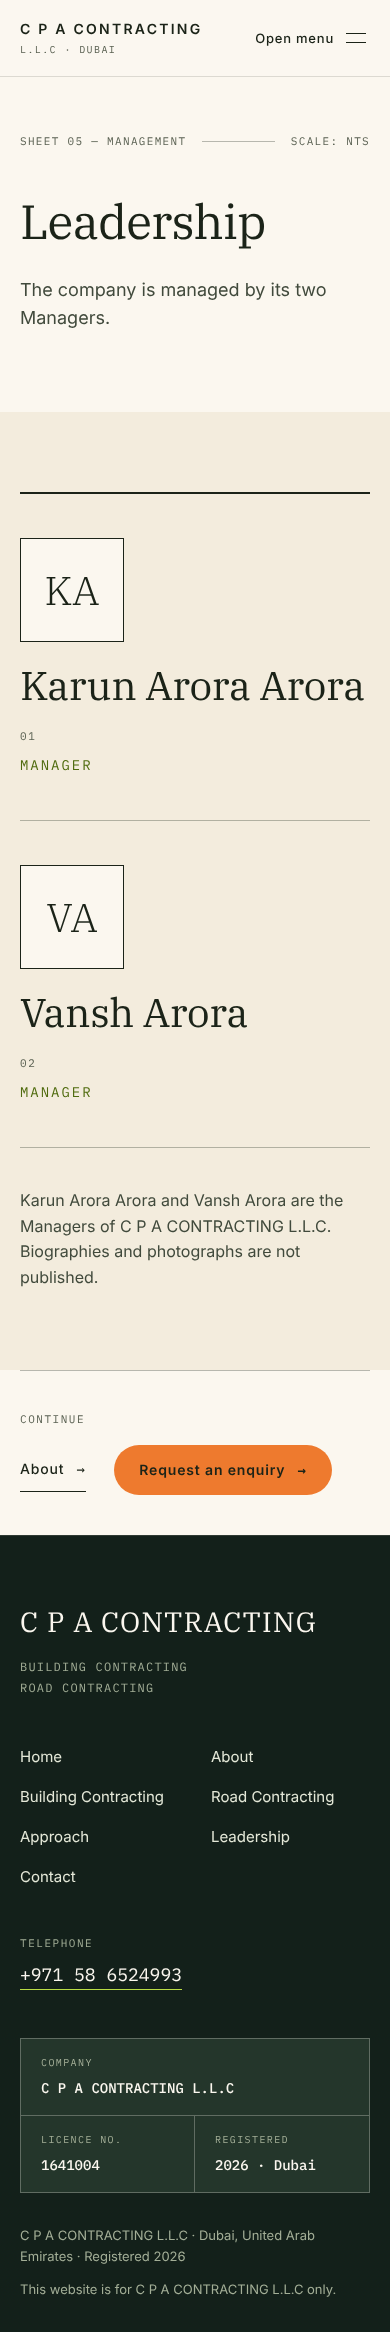 C P A CONTRACTING
L.L.C · DUBAI
Open menu
SHEET 05 — MANAGEMENT
SCALE: NTS
Leadership
The company is managed by its two
Managers.
KA
Karun Arora Arora
01
MANAGER
VA
Vansh Arora
02
MANAGER
Karun Arora Arora and Vansh Arora are the
Managers of C P A CONTRACTING L.L.C.
Biographies and photographs are not
published.
CONTINUE
About →
Request an enquiry →
C P A CONTRACTING
BUILDING CONTRACTING
ROAD CONTRACTING
Home
About
Building Contracting
Road Contracting
Approach
Leadership
Contact
TELEPHONE
+971 58 6524993
COMPANY
C P A CONTRACTING L.L.C
LICENCE NO.
1641004
REGISTERED
2026 · Dubai
C P A CONTRACTING L.L.C · Dubai, United Arab
Emirates · Registered 2026
This website is for C P A CONTRACTING L.L.C only.